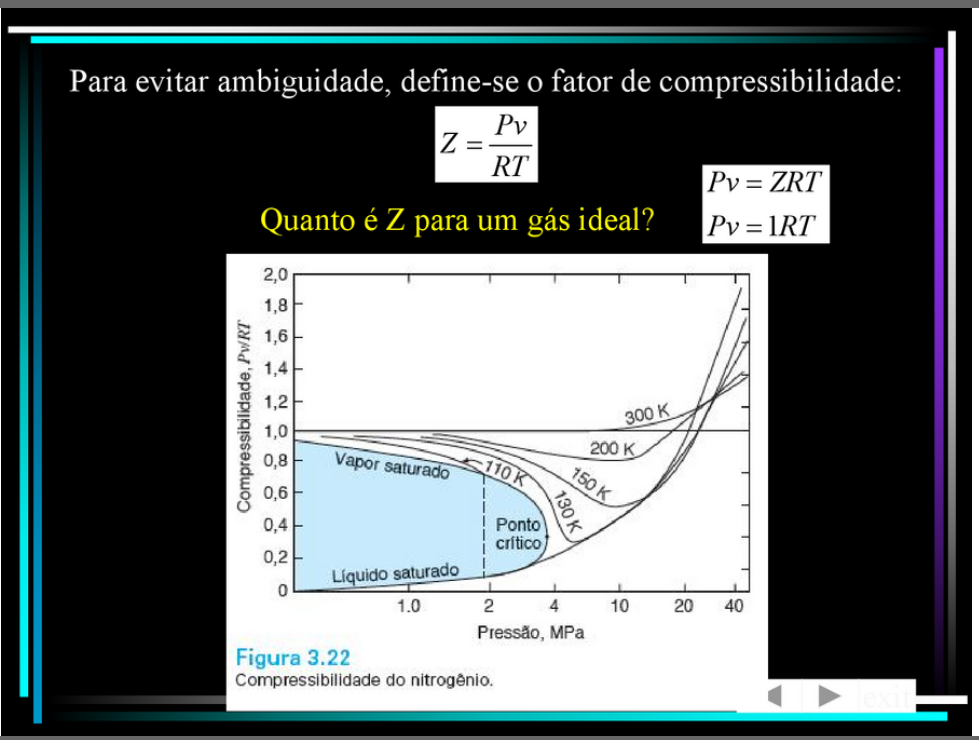 Para evitar ambiguidade, define-se o fator de compressibilidade:
Z = Pv / RT
Pv = ZRT
Quanto é Z para um gás ideal?
Pv = 1RT
2,0
1,8
1,6
1,4
1,2
1,0
0,8
0,6
0,4
0,2
0
Compressibilidade, Pv/RT
300 K
200 K
150 K
130 K
110 K
Vapor saturado
Ponto
crítico
Líquido saturado
1.0 2 4 10 20 40
Pressão, MPa
Figura 3.22
Compressibilidade do nitrogênio.
exit